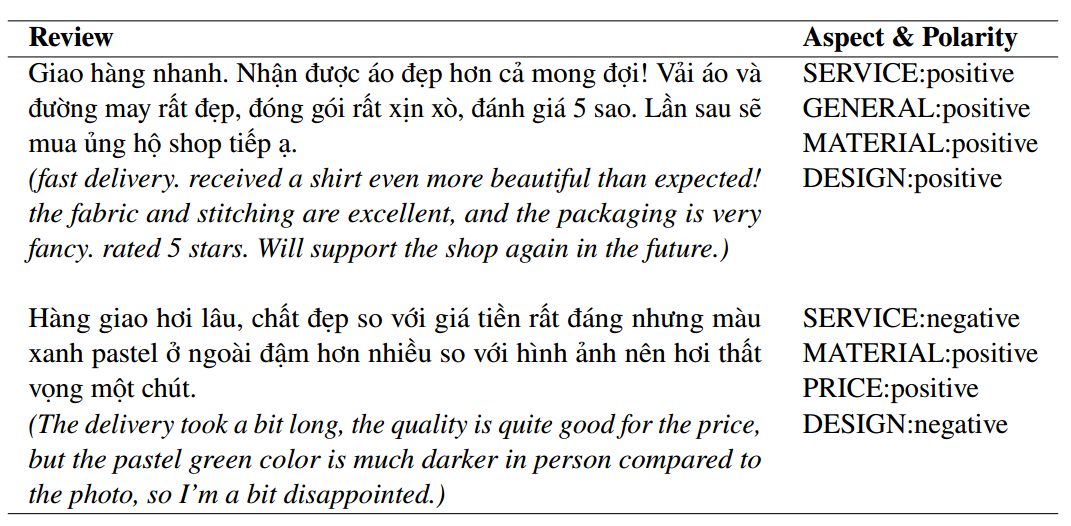 Review Aspect & Polarity
Giao hàng nhanh. Nhận được áo đẹp hơn cả mong đợi! Vải áo và SERVICE:positive
đường may rất đẹp, đóng gói rất xịn xò, đánh giá 5 sao. Lần sau sẽ GENERAL:positive
mua ủng hộ shop tiếp ạ. MATERIAL:positive
(fast delivery. received a shirt even more beautiful than expected! DESIGN:positive
the fabric and stitching are excellent, and the packaging is very
fancy. rated 5 stars. Will support the shop again in the future.)
Hàng giao hơi lâu, chất đẹp so với giá tiền rất đáng nhưng màu SERVICE:negative
xanh pastel ở ngoài đậm hơn nhiều so với hình ảnh nên hơi thất MATERIAL:positive
vọng một chút. PRICE:positive
(The delivery took a bit long, the quality is quite good for the price, DESIGN:negative
but the pastel green color is much darker in person compared to
the photo, so I'm a bit disappointed.)